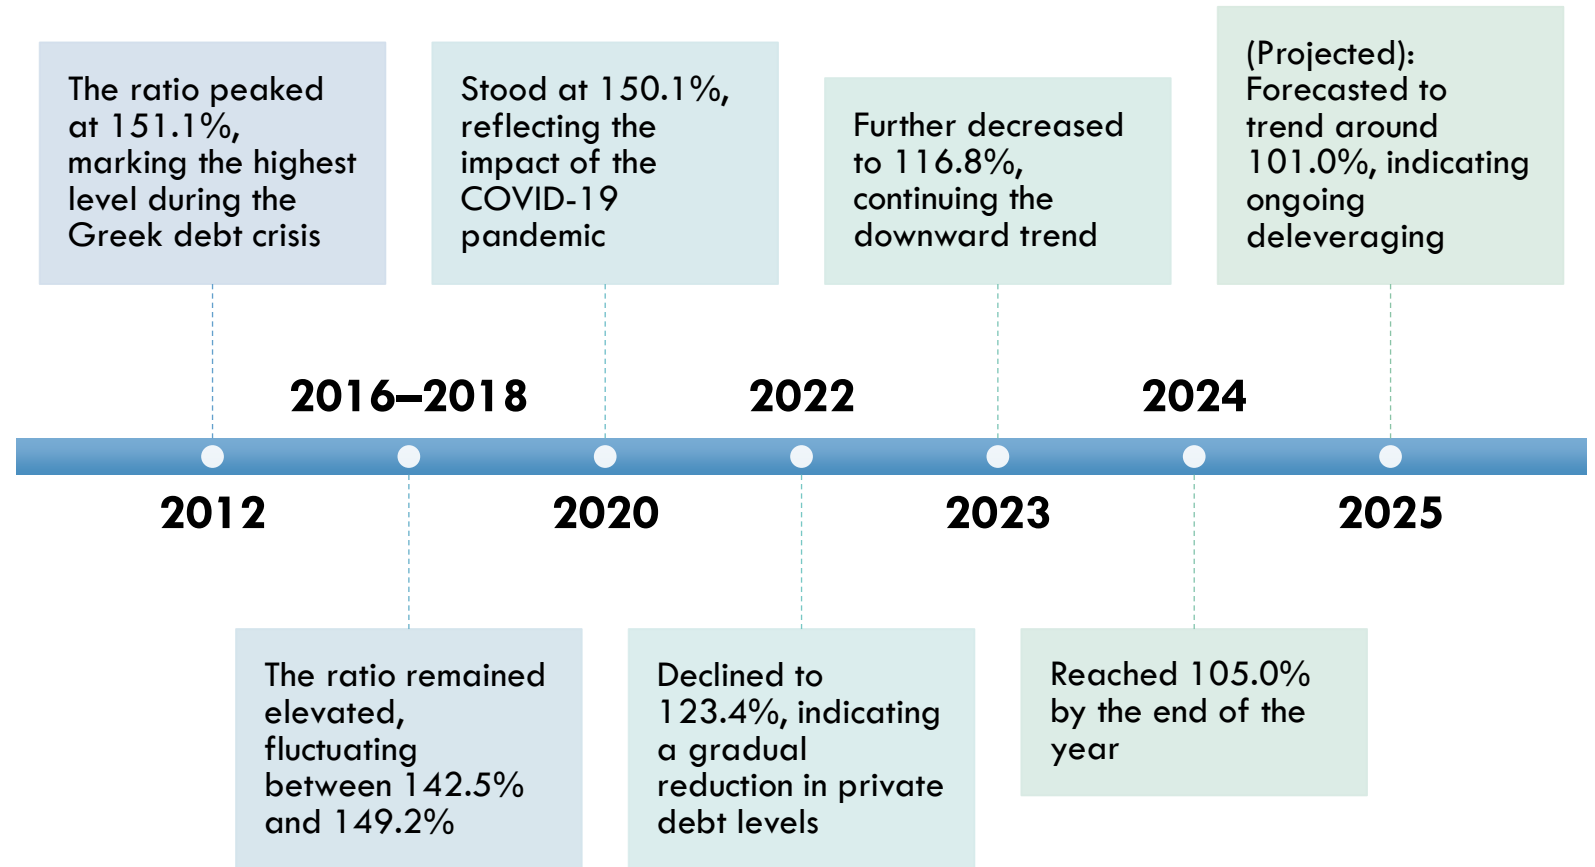 The ratio peaked
at 151.1%,
marking the highest
level during the
Greek debt crisis
2012
2016–2018
The ratio remained
elevated,
fluctuating
between 142.5%
and 149.2%
Stood at 150.1%,
reflecting the
impact of the
COVID-19
pandemic
2020
2022
Declined to
123.4%, indicating
a gradual
reduction in private
debt levels
Further decreased
to 116.8%,
continuing the
downward trend
2023
2024
Reached 105.0%
by the end of the
year
(Projected):
Forecasted to
trend around
101.0%, indicating
ongoing
deleveraging
2025